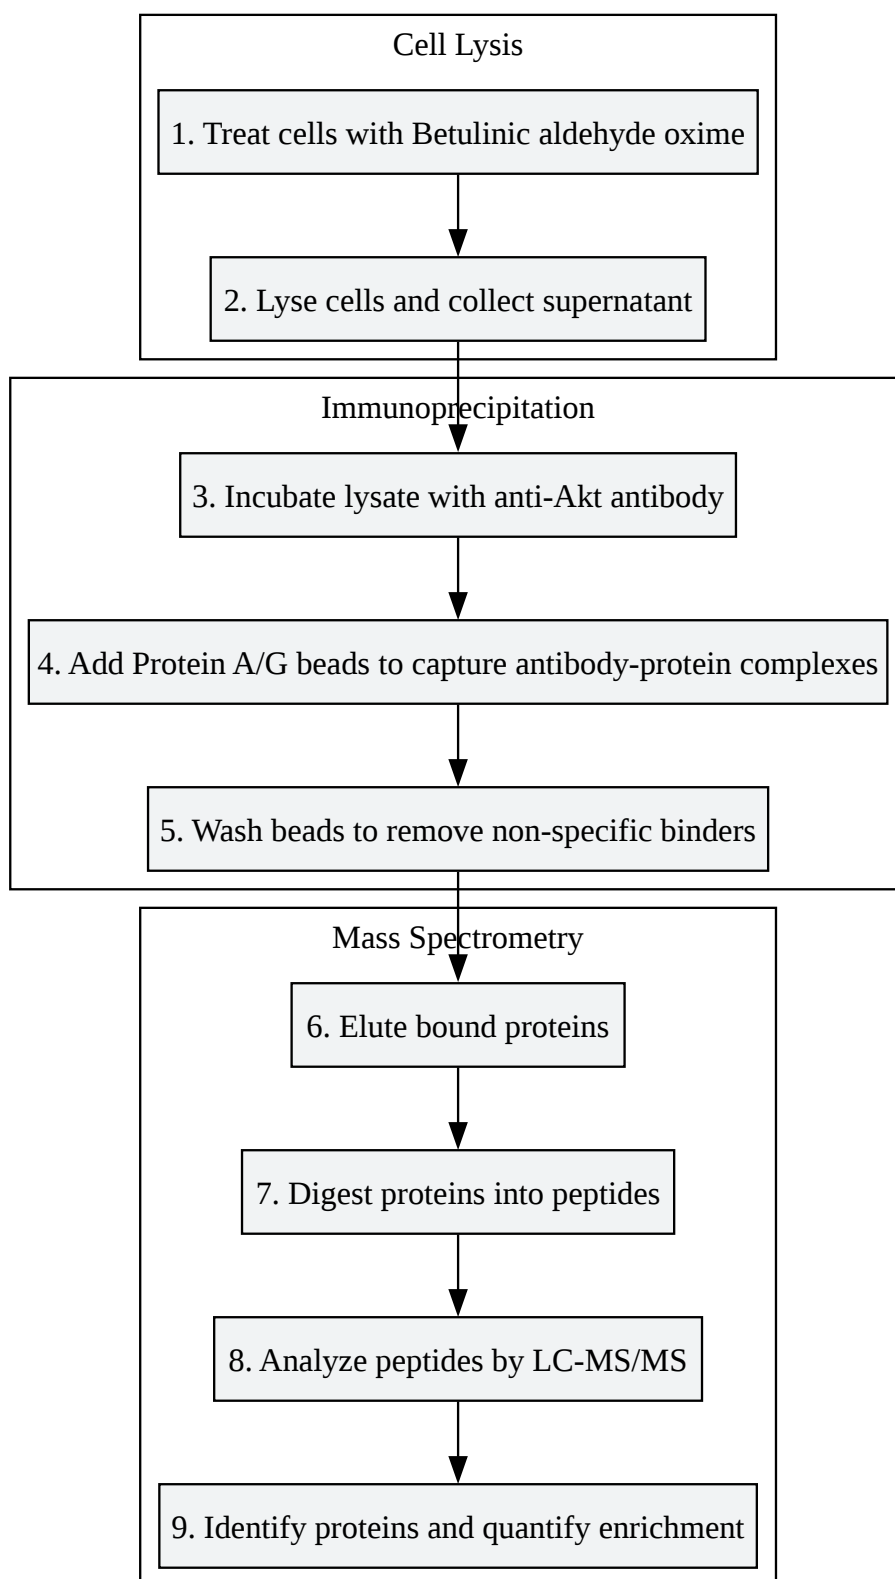 Cell Lysis
1. Treat cells with Betulinic aldehyde oxime
2. Lyse cells and collect supernatant
Immunoprecipitation
3. Incubate lysate with anti-Akt antibody
4. Add Protein A/G beads to capture antibody-protein complexes
5. Wash beads to remove non-specific binders
Mass Spectrometry
6. Elute bound proteins
7. Digest proteins into peptides
8. Analyze peptides by LC-MS/MS
9. Identify proteins and quantify enrichment